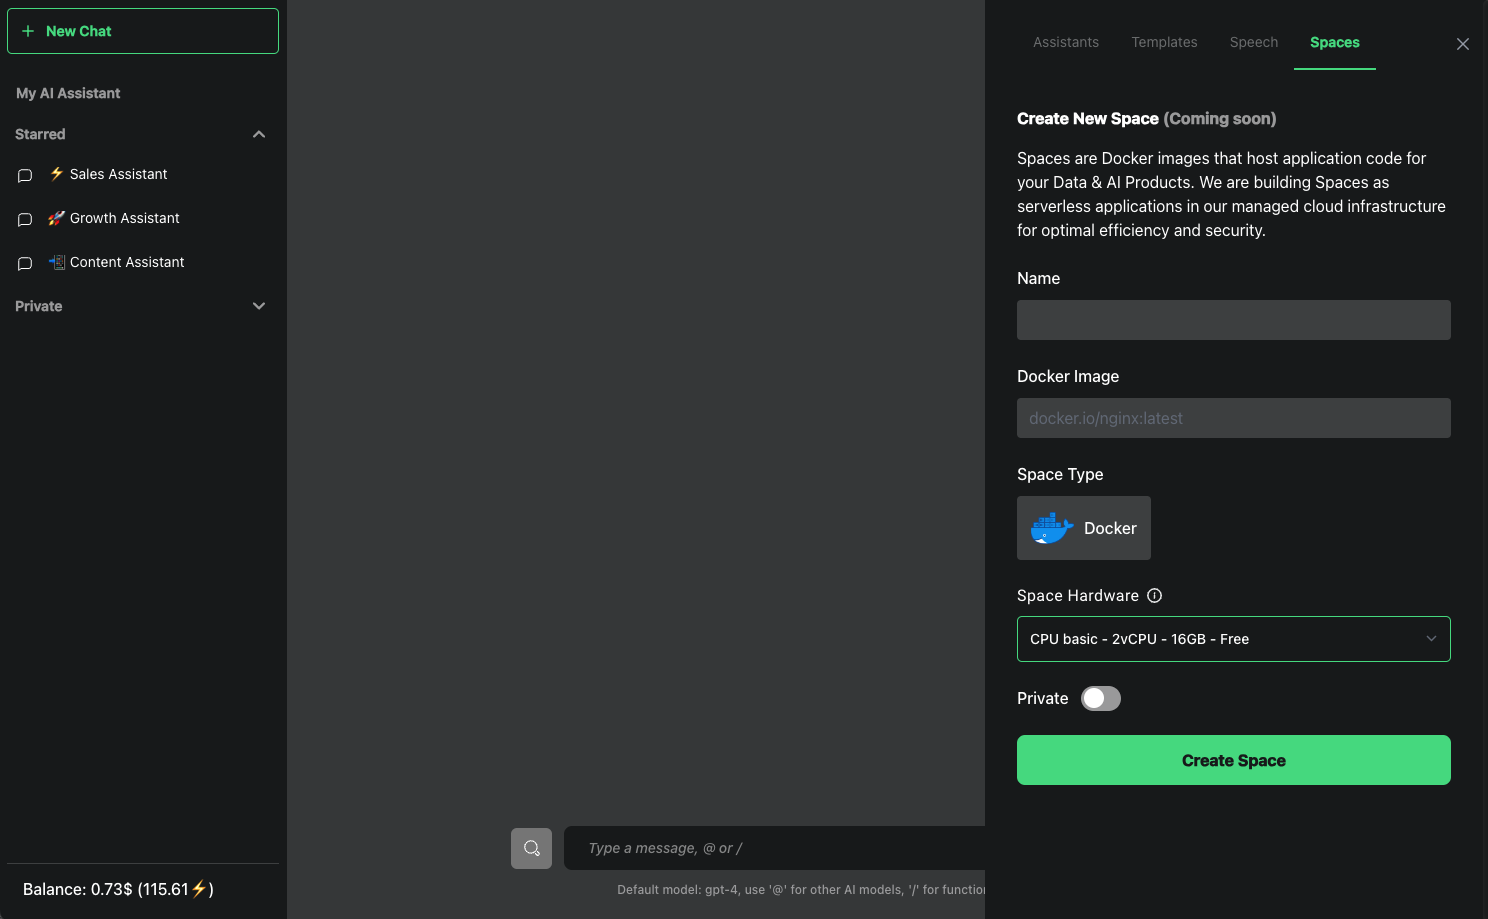 New Chat
My AI Assistant
Starred
⚡ Sales Assistant
🚀 Growth Assistant
📲 Content Assistant
Private
Balance: 0.73$ (115.61⚡)
Type a message, @ or /
Default model: gpt-4, use '@' for other AI models, '/' for
Assistants Templates Speech Spaces
Create New Space (Coming soon)
Spaces are Docker images that host application code for
your Data & AI Products. We are building Spaces as
serverless applications in our managed cloud infrastructure
for optimal efficiency and security.
Name
Docker Image
docker.io/nginx:latest
Space Type
Docker
Space Hardware
CPU basic - 2vCPU - 16GB - Free
Private
Create Space